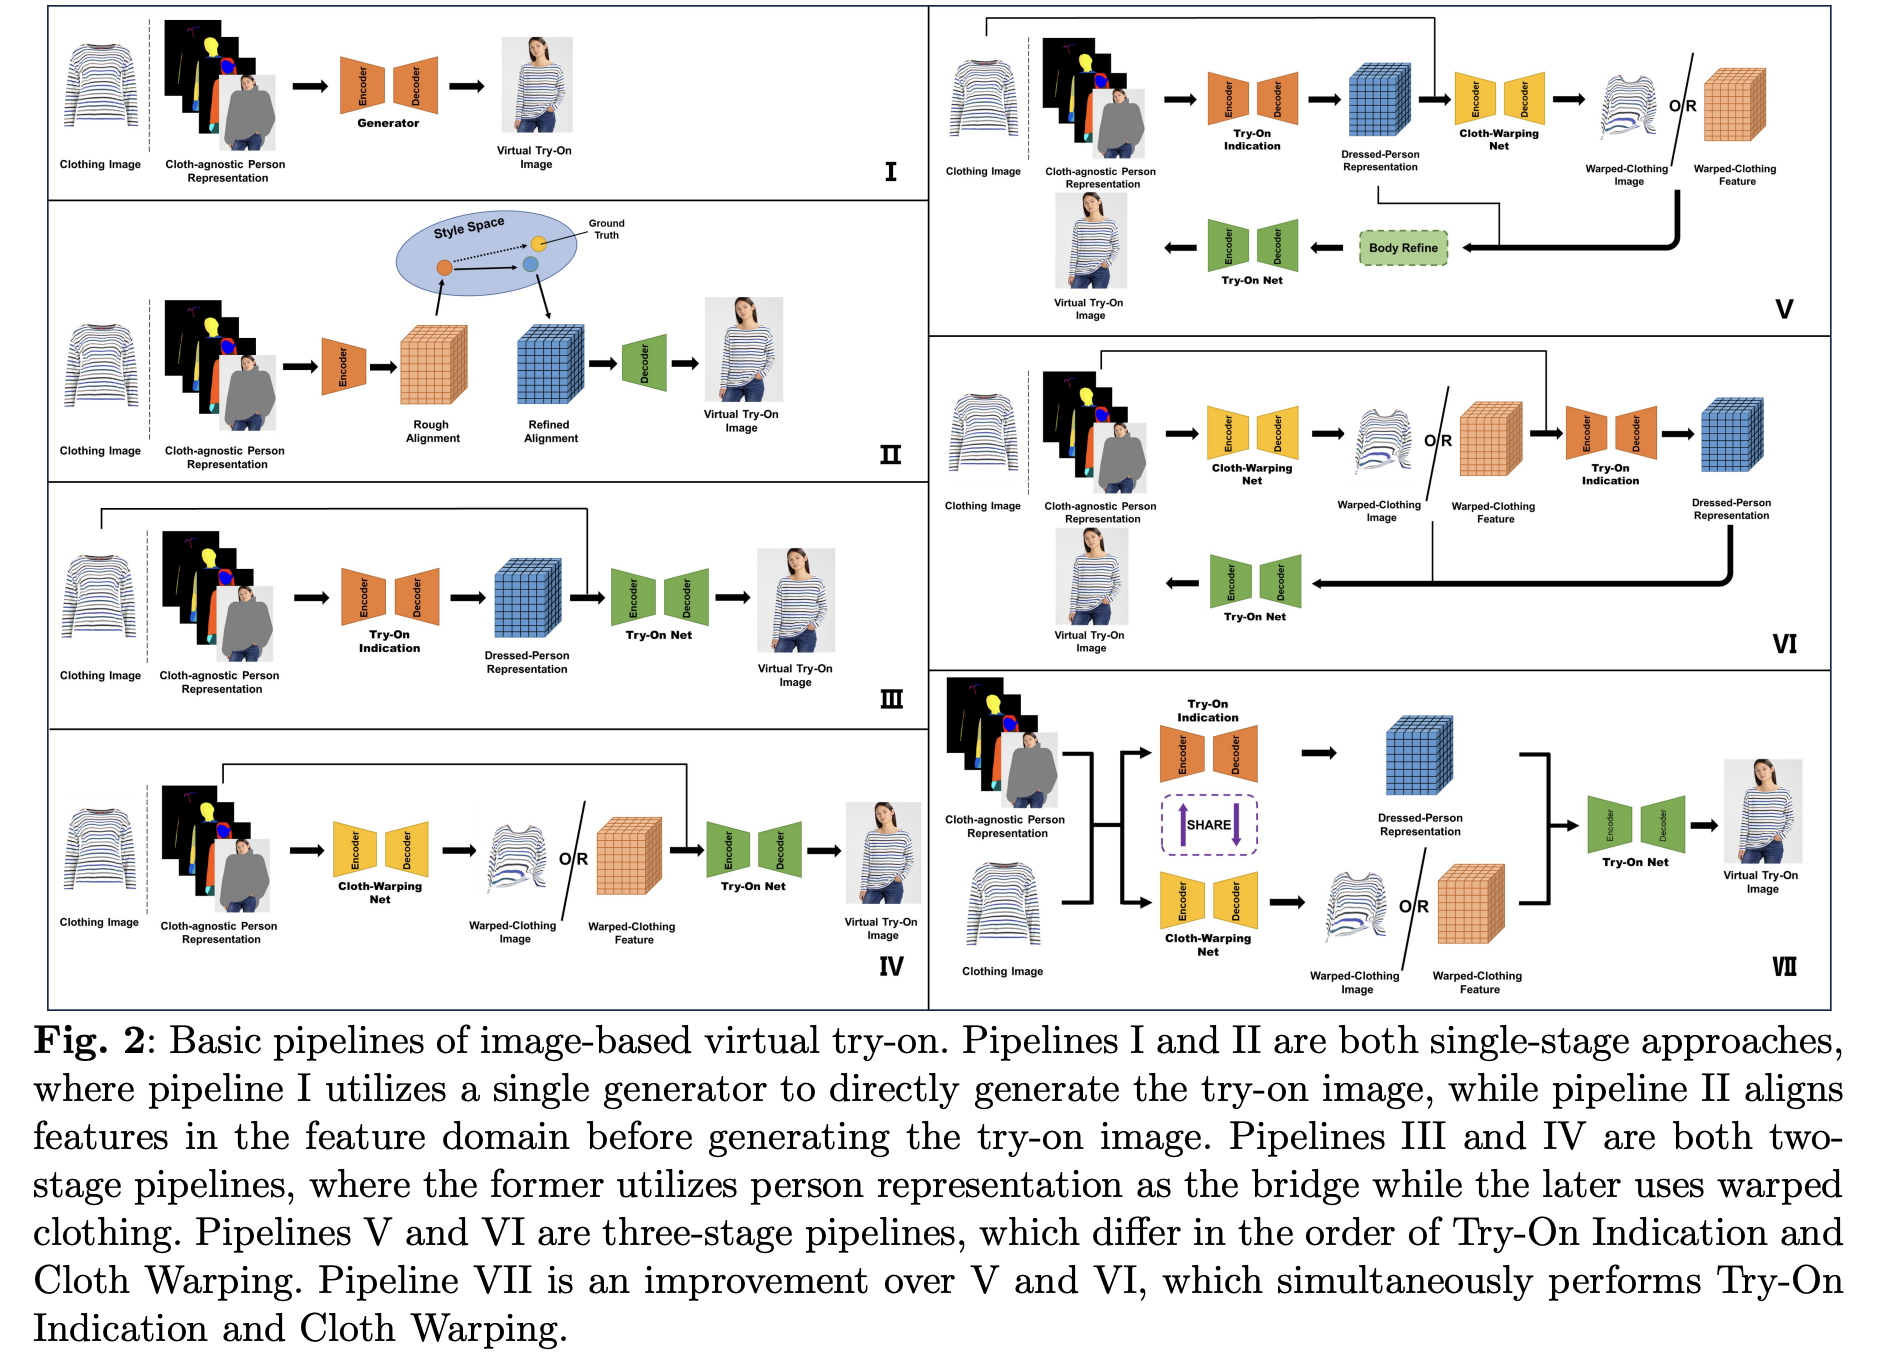 Encoder
Decoder
Generator
Clothing Image
Cloth-agnostic Person
Representation
Virtual Try-On
Image
I
Style Space
Ground
Truth
Encoder
Decoder
Rough
Alignment
Refined
Alignment
Virtual Try-On
Image
Clothing Image
Cloth-agnostic Person
Representation
II
Encoder
Decoder
Try-On
Indication
Dressed-Person
Representation
Encoder
Decoder
Try-On Net
Virtual Try-On
Image
Clothing Image
Cloth-agnostic Person
Representation
III
Encoder
Decoder
Cloth-Warping
Net
OR
Encoder
Decoder
Try-On Net
Clothing Image
Cloth-agnostic Person
Representation
Warped-Clothing
Image
Warped-Clothing
Feature
Virtual Try-On
Image
IV
Encoder
Decoder
Try-On
Indication
Dressed-Person
Representation
Encoder
Decoder
Cloth-Warping
Net
OR
Clothing Image
Cloth-agnostic Person
Representation
Warped-Clothing
Image
Warped-Clothing
Feature
Encoder
Decoder
Try-On Net
Body Refine
Virtual Try-On
Image
V
Encoder
Decoder
Cloth-Warping
Net
OR
Encoder
Decoder
Try-On
Indication
Clothing Image
Cloth-agnostic Person
Representation
Warped-Clothing
Image
Warped-Clothing
Feature
Dressed-Person
Representation
Encoder
Decoder
Try-On Net
Virtual Try-On
Image
VI
Try-On
Indication
Encoder
Decoder
Cloth-agnostic Person
Representation
SHARE
Dressed-Person
Representation
Encoder
Decoder
Try-On Net
Virtual Try-On
Image
Encoder
Decoder
Cloth-Warping
Net
OR
Clothing Image
Warped-Clothing
Image
Warped-Clothing
Feature
VII
Fig. 2: Basic pipelines of image-based virtual try-on. Pipelines I and II are both single-stage approaches,
where pipeline I utilizes a single generator to directly generate the try-on image, while pipeline II aligns
features in the feature domain before generating the try-on image. Pipelines III and IV are both two-
stage pipelines, where the former utilizes person representation as the bridge while the later uses warped
clothing. Pipelines V and VI are three-stage pipelines, which differ in the order of Try-On Indication and
Cloth Warping. Pipeline VII is an improvement over V and VI, which simultaneously performs Try-On
Indication and Cloth Warping.